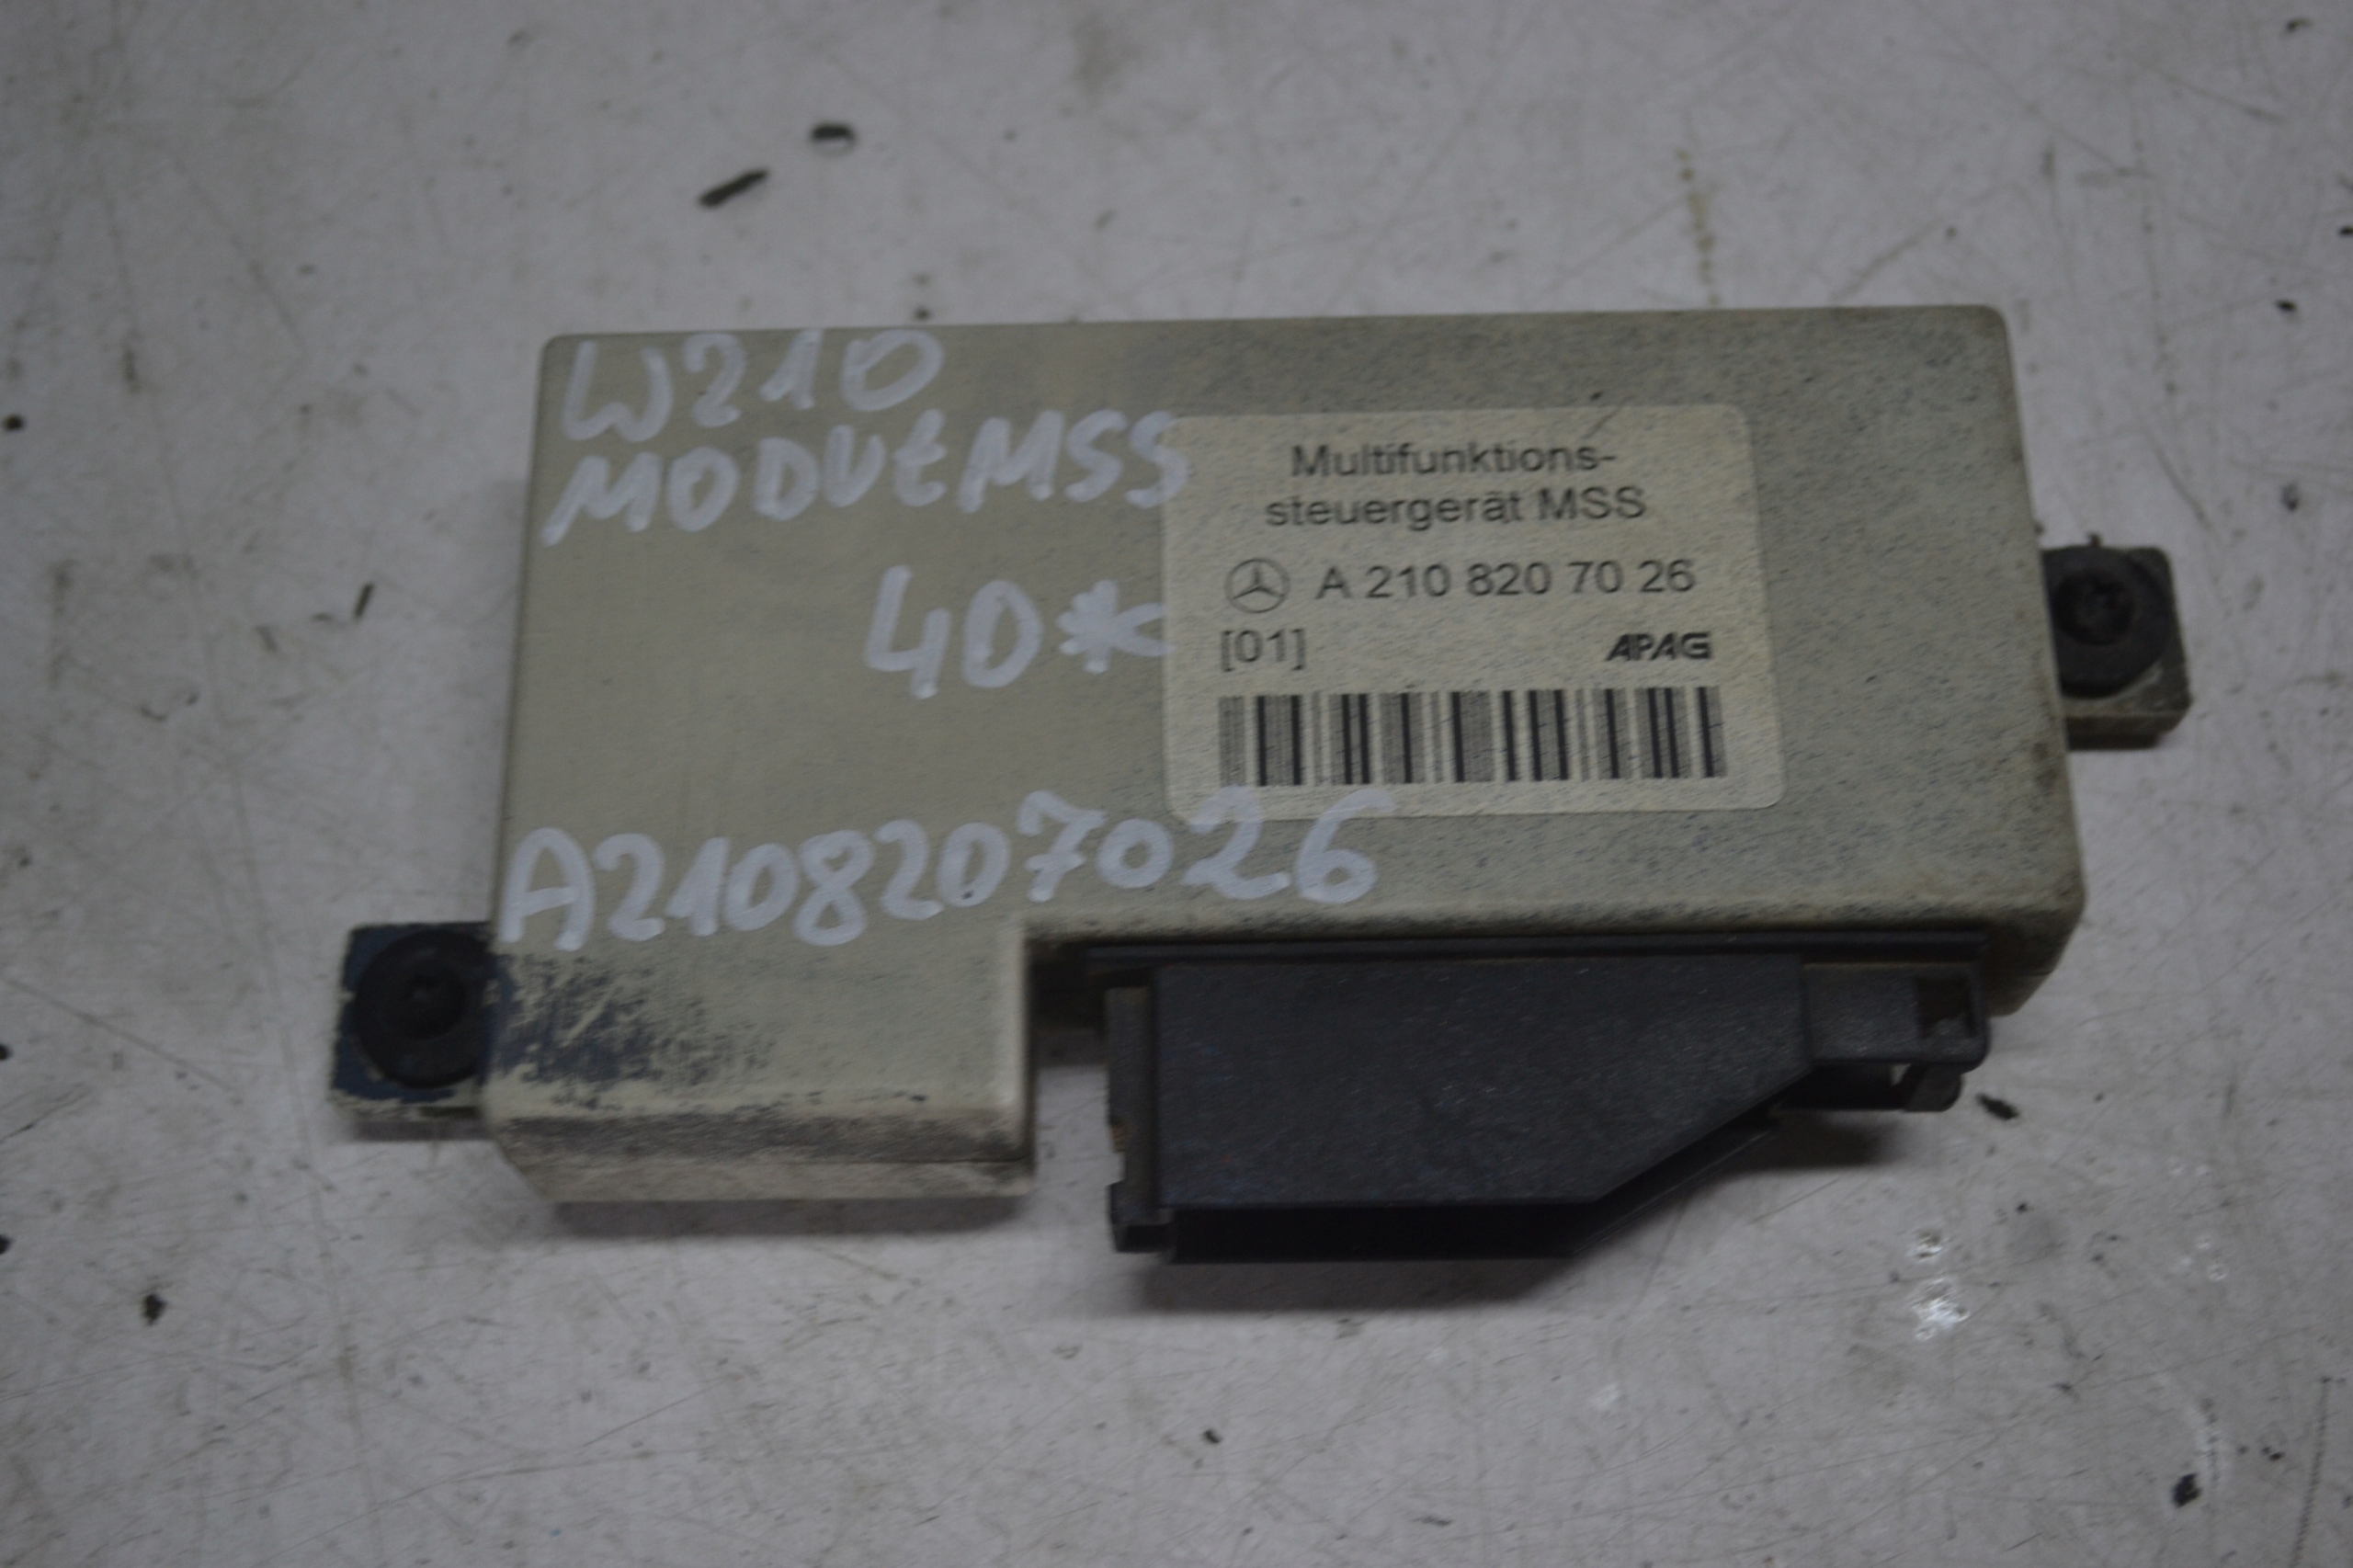 W210
MODUŁ MSS
40*
Multifunktions-
steuergerät MSS
A 210 820 70 26
[01] APAG
A2108207026